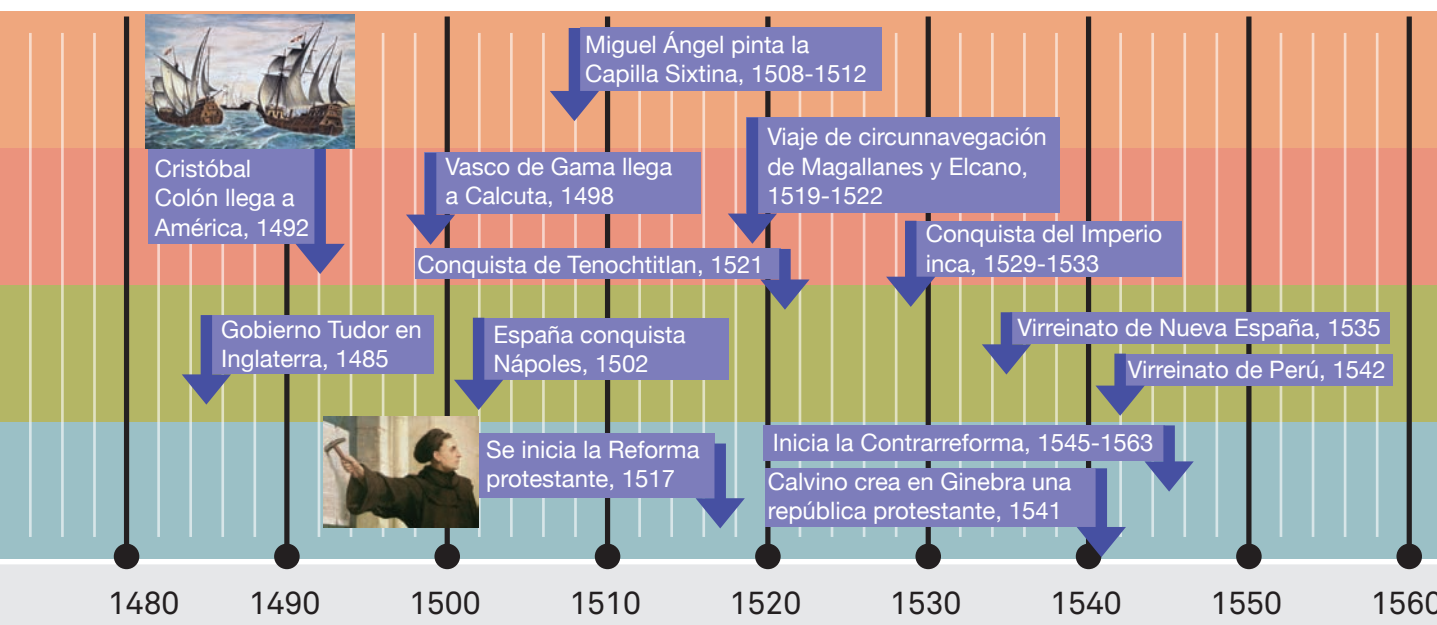 Miguel Ángel pinta la
Capilla Sixtina, 1508-1512
Cristóbal
Colón llega a
América, 1492
Vasco de Gama llega
a Calcuta, 1498
Viaje de circunnavegación
de Magallanes y Elcano,
1519-1522
Conquista de Tenochtitlan, 1521
Conquista del Imperio
inca, 1529-1533
Gobierno Tudor en
Inglaterra, 1485
España conquista
Nápoles, 1502
Virreinato de Nueva España, 1535
Virreinato de Perú, 1542
Se inicia la Reforma
protestante, 1517
Inicia la Contrarreforma, 1545-1563
Calvino crea en Ginebra una
república protestante, 1541
1480 1490 1500 1510 1520 1530 1540 1550 1560